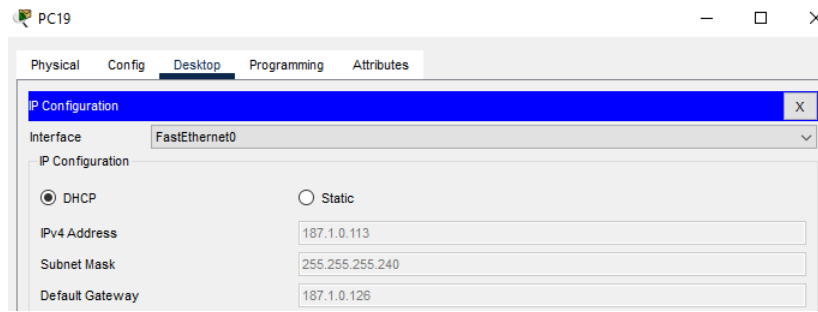 PC19
Physical Config Desktop Programming Attributes
IP Configuration X
Interface FastEthernet0
IP Configuration
DHCP Static
IPv4 Address 187.1.0.113
Subnet Mask 255.255.255.240
Default Gateway 187.1.0.126